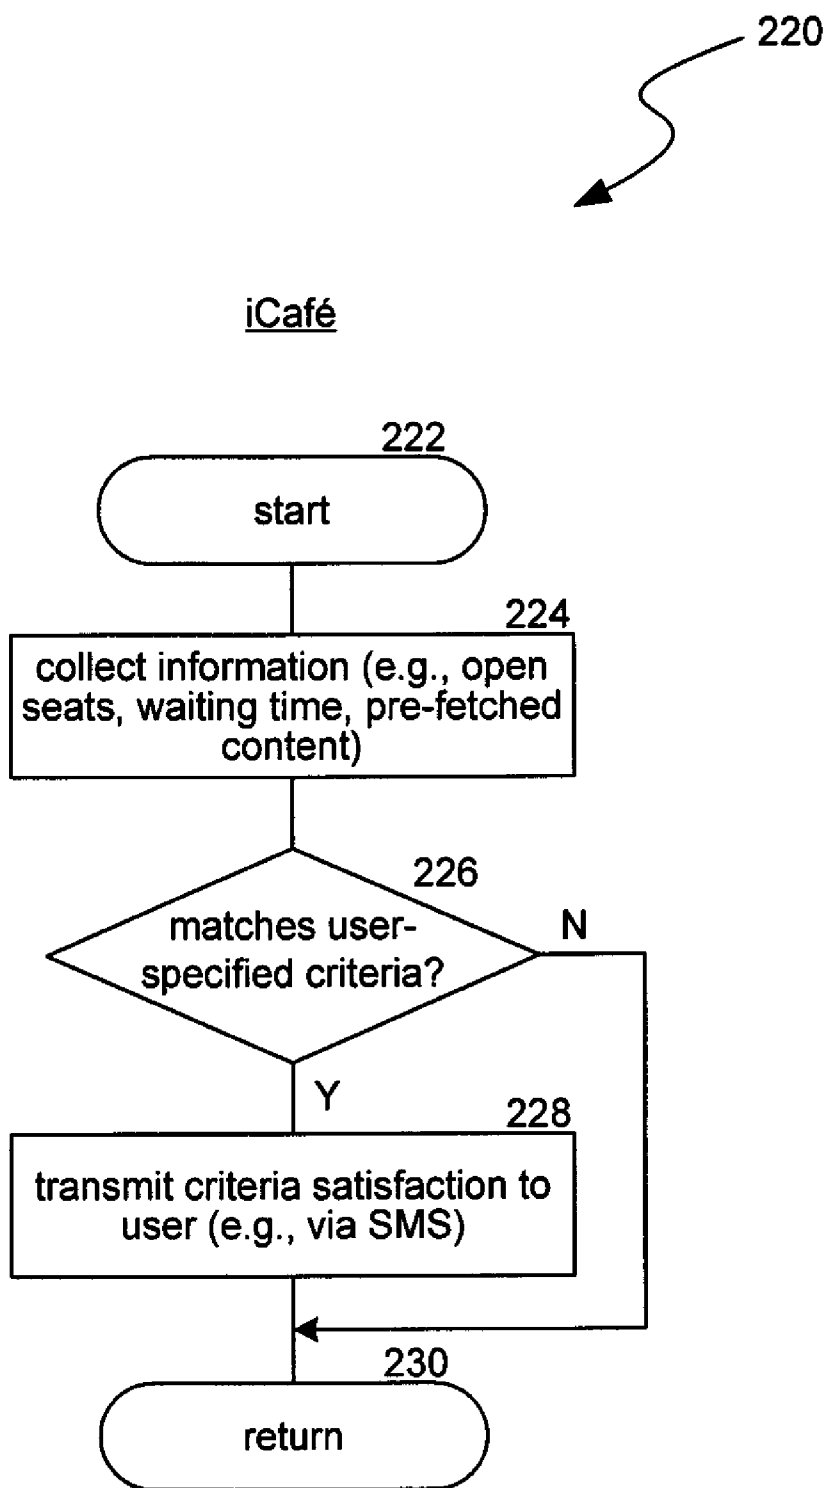 220
iCafé
222
start
224
collect information (e.g., open
seats, waiting time, pre-fetched
content)
226
matches user-
specified criteria?
N
Y
228
transmit criteria satisfaction to
user (e.g., via SMS)
230
return